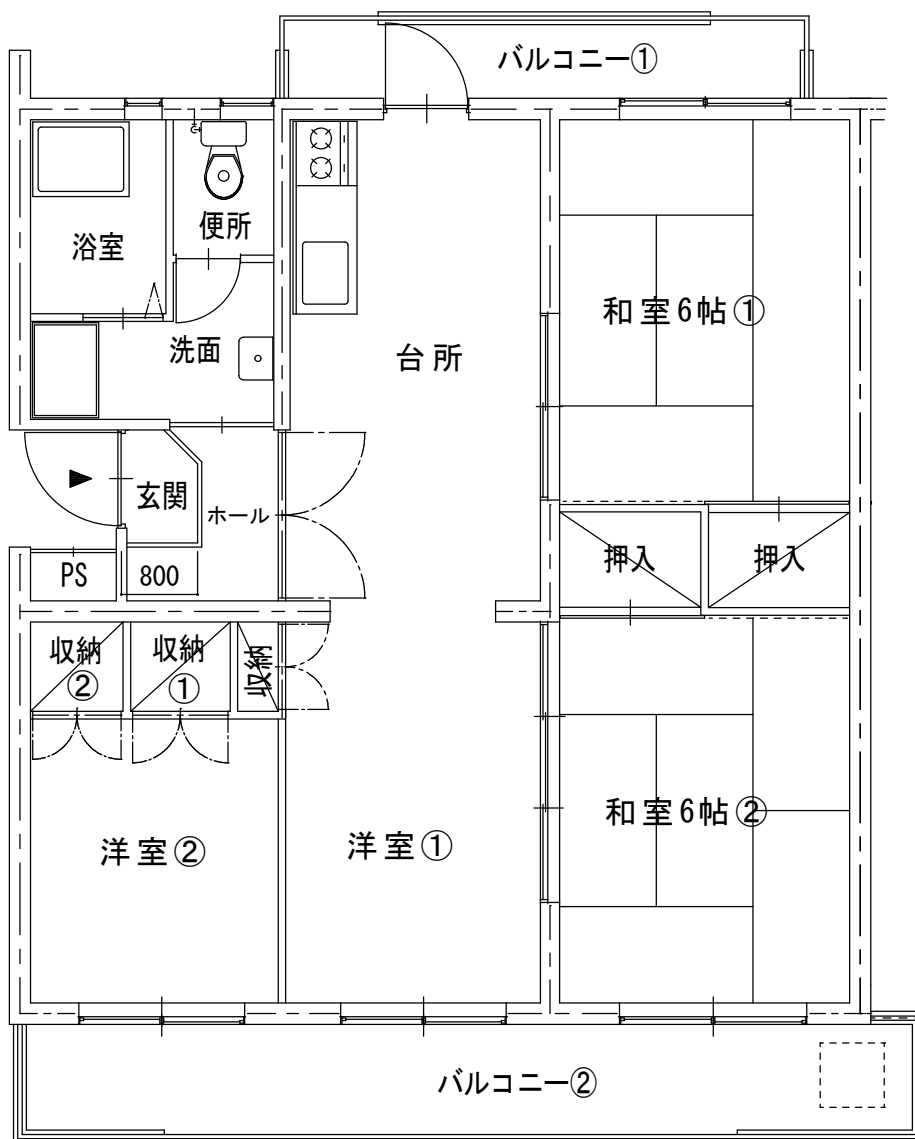 バルコニー①
便所
浴室
和室6帖①
洗面
台所
玄関
ホール
押入
押入
PS
800
収納②
収納①
収納
和室6帖②
洋室②
洋室①
バルコニー②